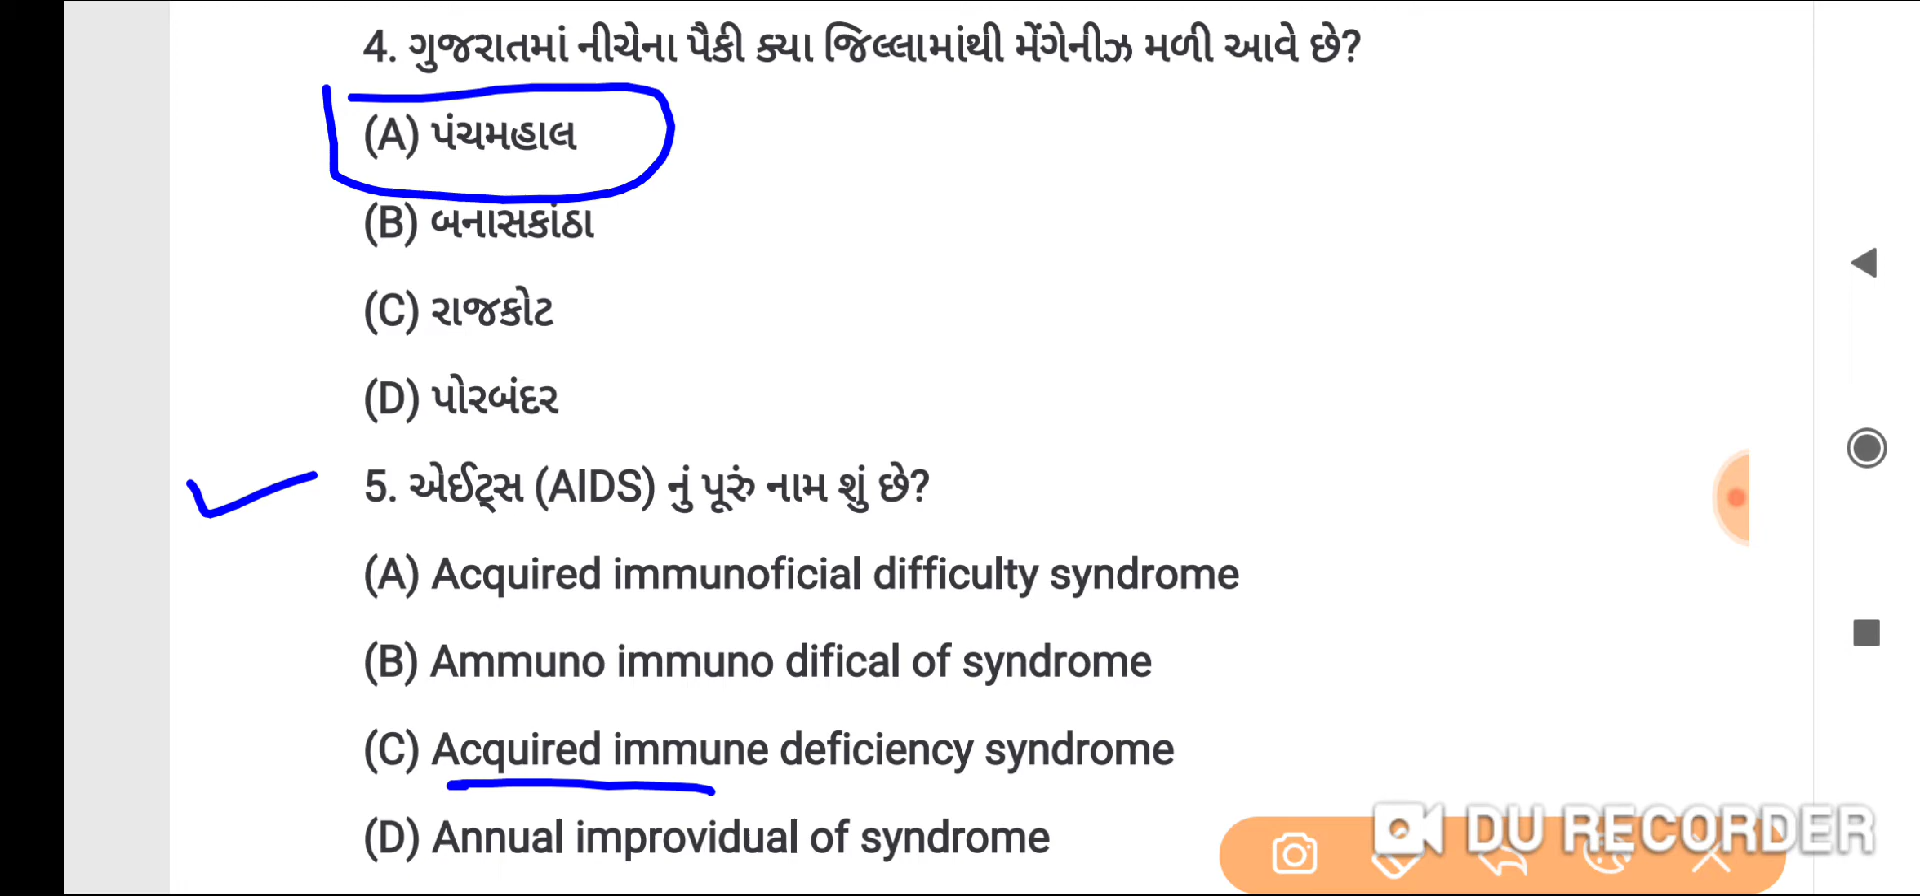 4. ગુજરાતમાં નીચેના પૈકી ક્યા જિલ્લામાંથી મેંગેનીઝ મળી આવે છે?
(A) પંચમહાલ
(B) બનાસકાંઠા
(C) રાજકોટ
(D) પોરબંદર
5. એઈટ્સ (AIDS) નું પૂરું નામ શું છે?
(A) Acquired immunoficial difficulty syndrome
(B) Ammuno immuno difical of syndrome
(C) Acquired immune deficiency syndrome
(D) Annual improvidual of syndrome
DU RECORDER